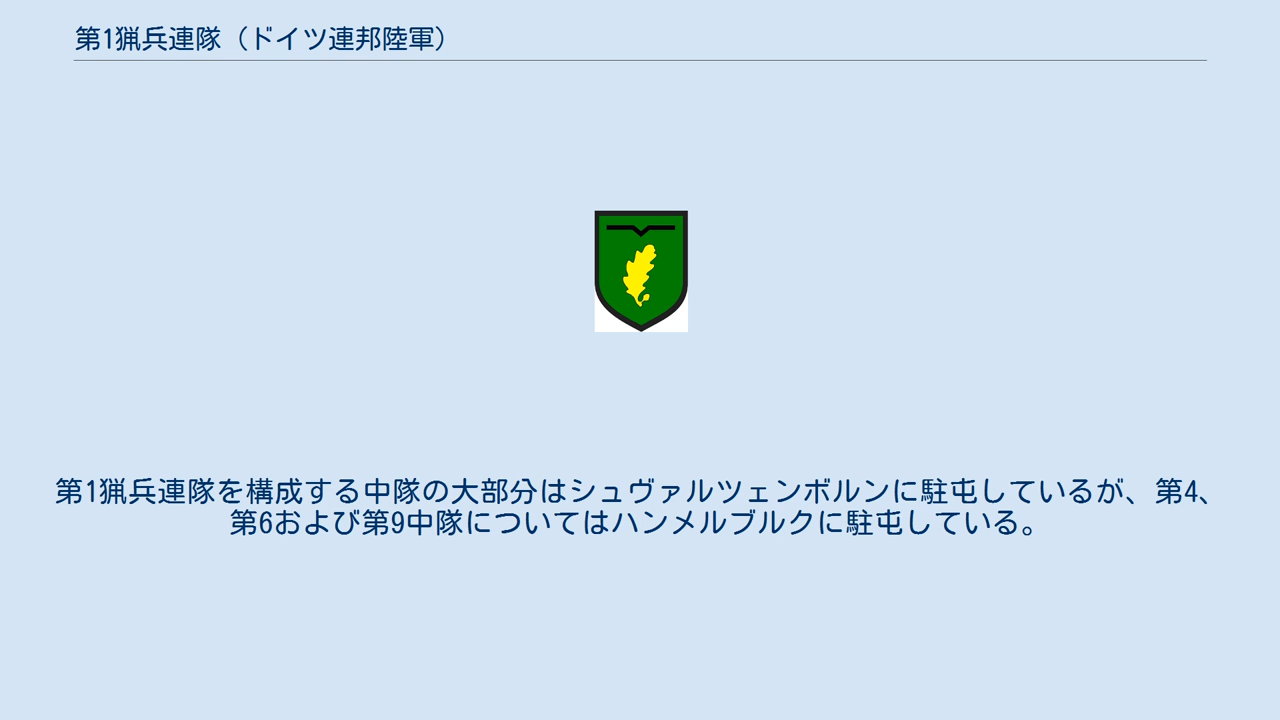 第1猟兵連隊（ドイツ連邦陸軍）
第1猟兵連隊を構成する中隊の大部分はシュヴァルツェンボルンに駐屯しているが、第4、
第6および第9中隊についてはハンメルブルクに駐屯している。